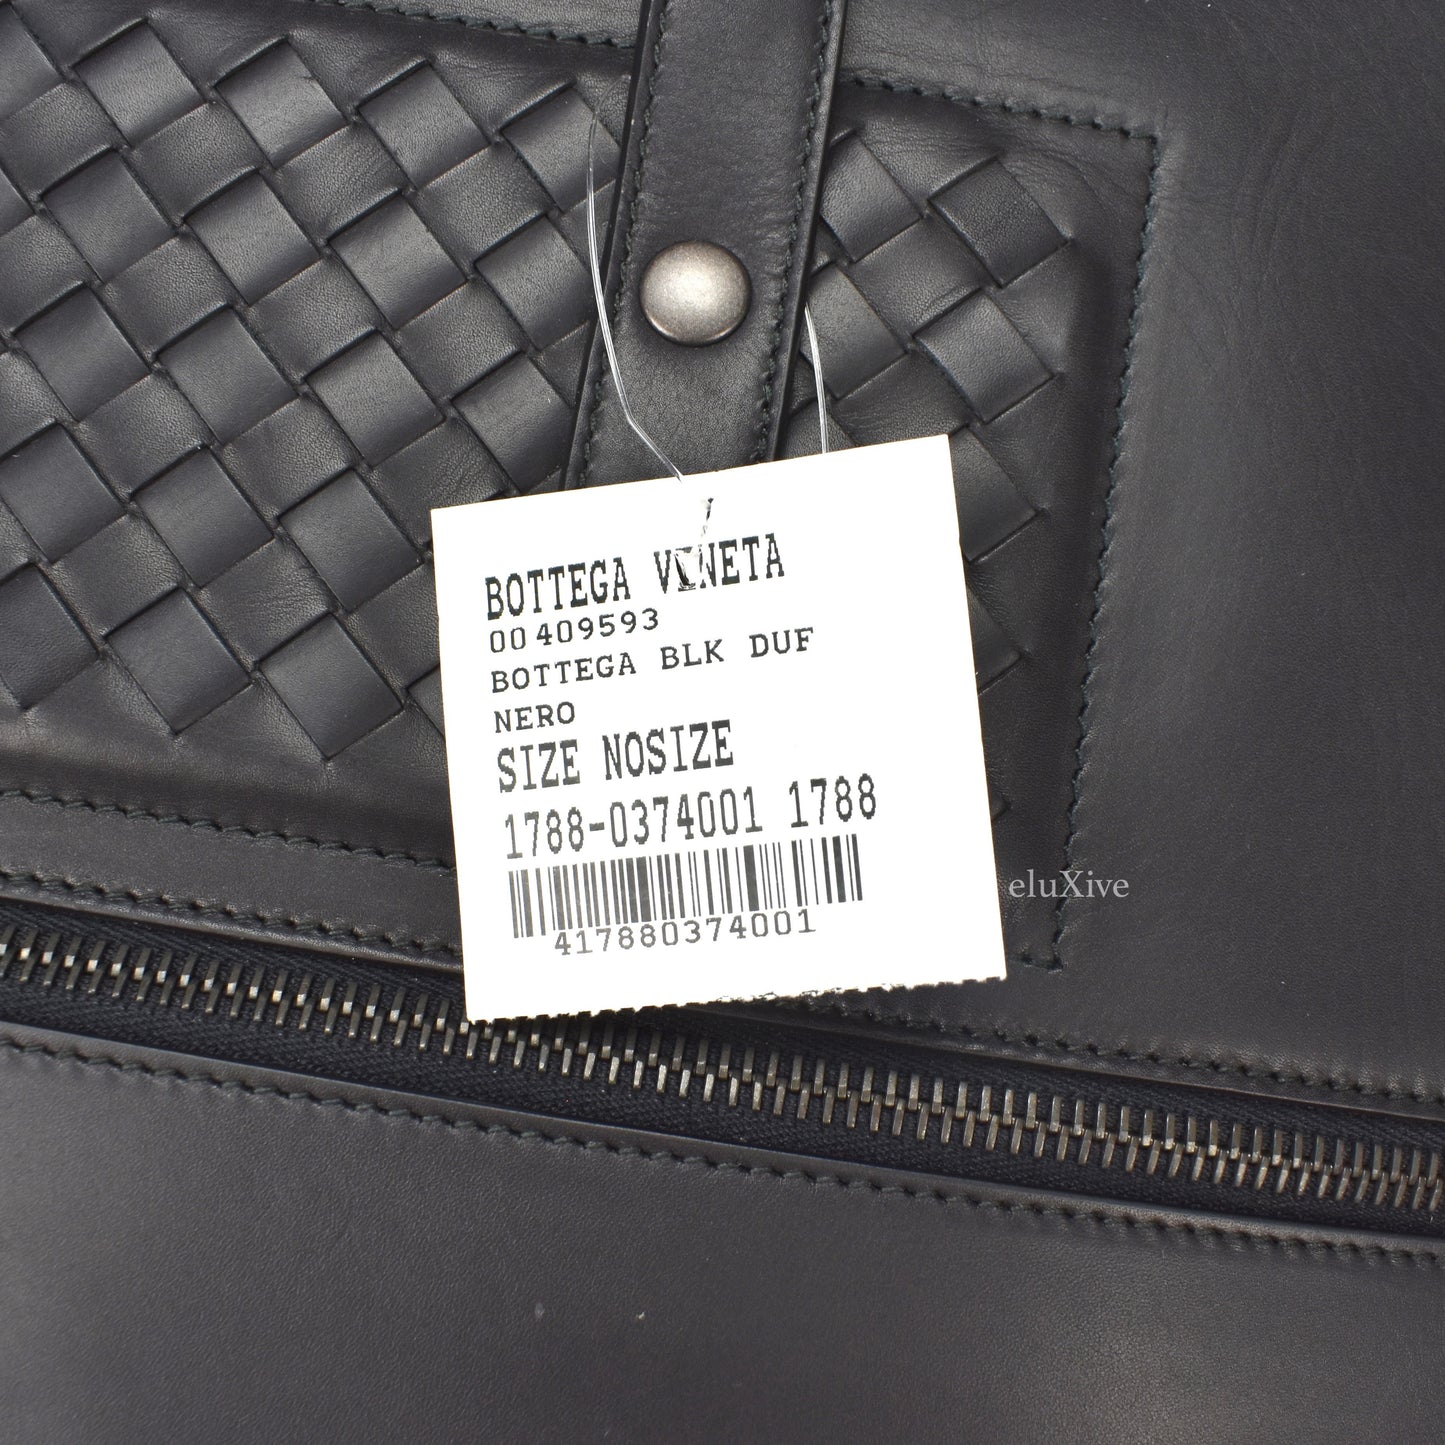 BOTTEGA VENETA
00409593
BOTTEGA BLK DUF
NERO
SIZE NOSIZE
1788-0374001 1788
417880374001
eluXive